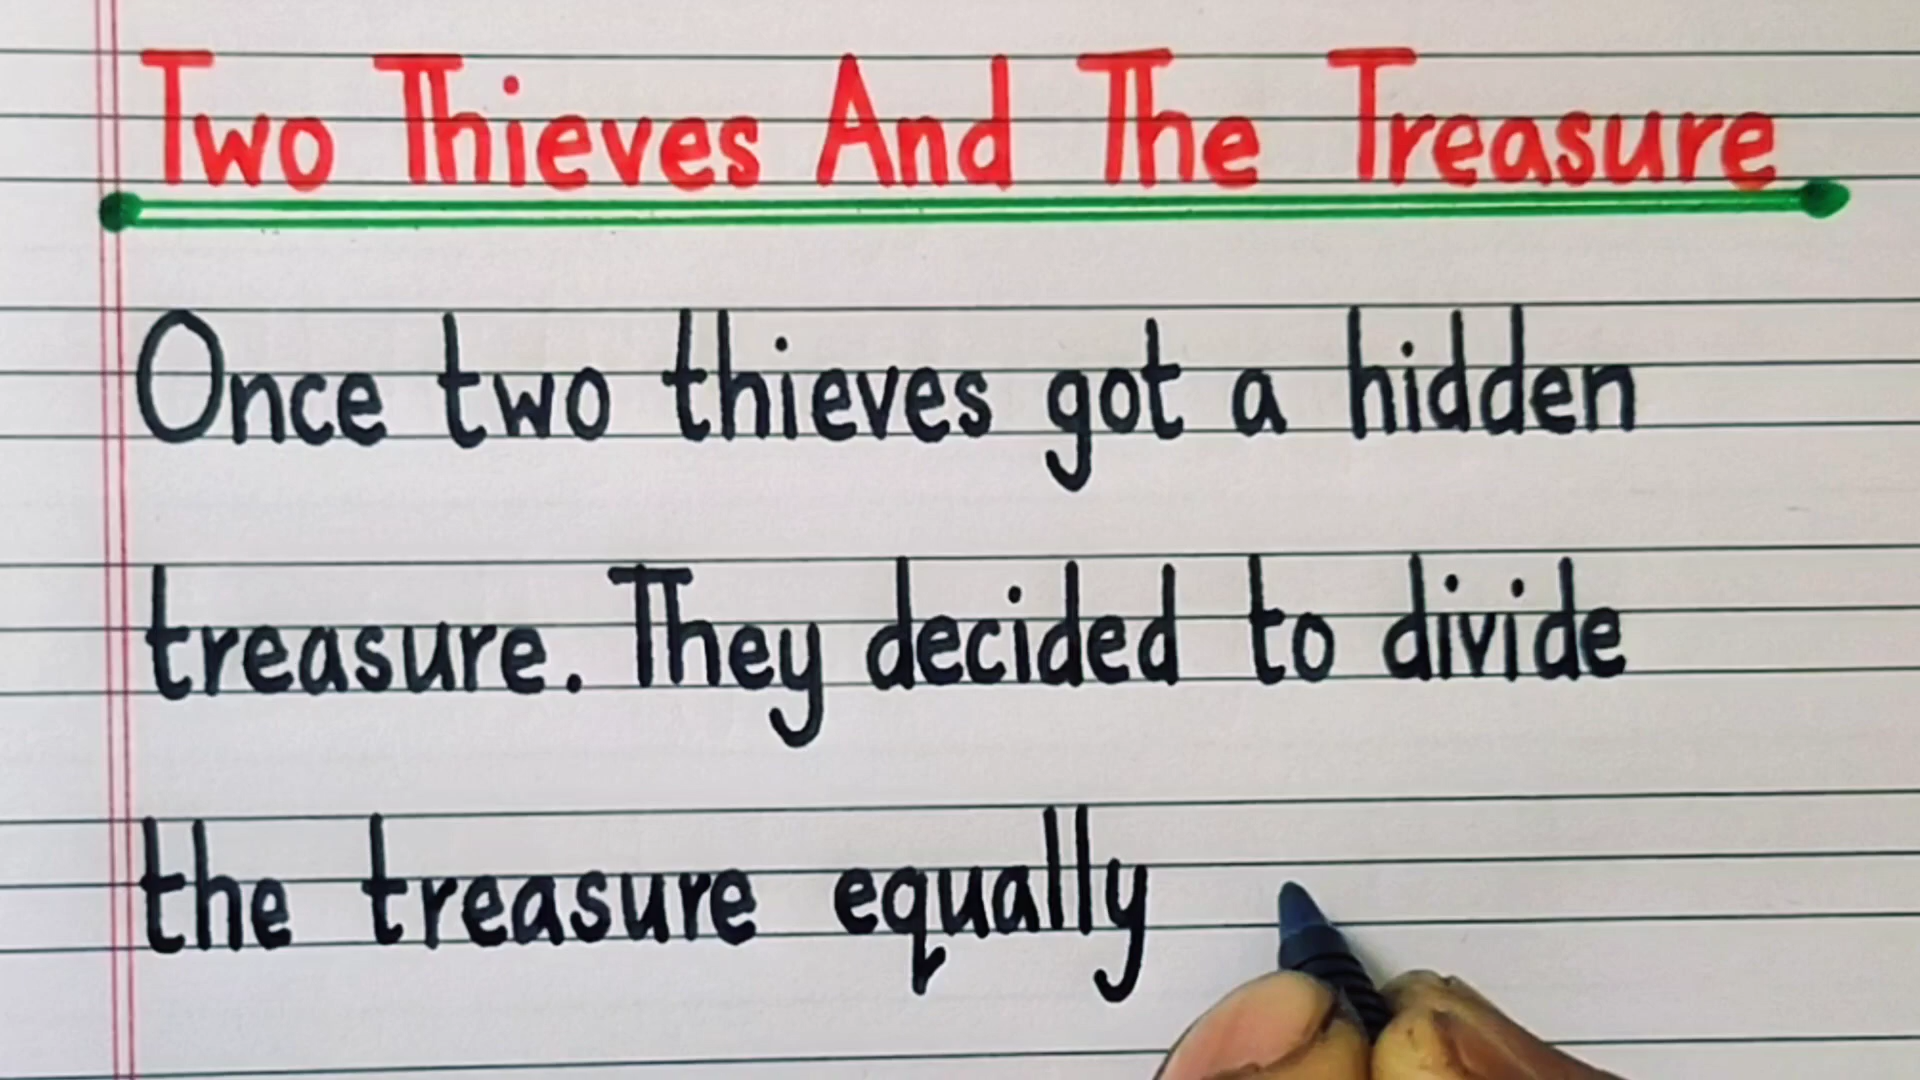 Two Thieves And The Treasure
Once two thieves got a hidden
treasure. They decided to divide
the treasure equally